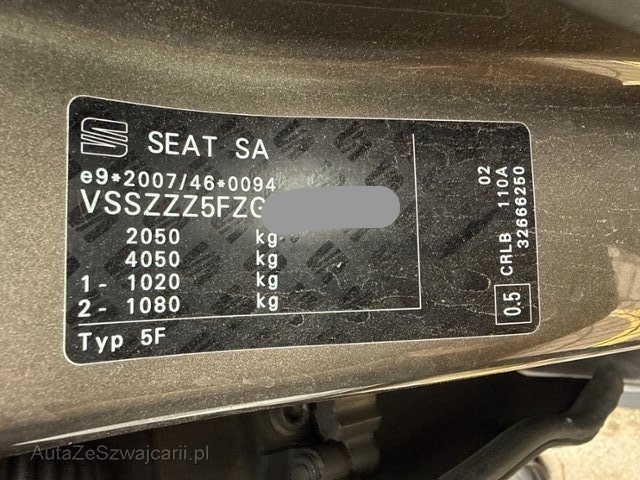 SEAT SA
e9*2007/46*0094
VSSZZZ5FZG
2050 kg
4050 kg
1- 1020 kg
2- 1080 kg
Typ 5F
0.5 CRLB 110A 02
32666250
AutaZeSzwajcarii.pl